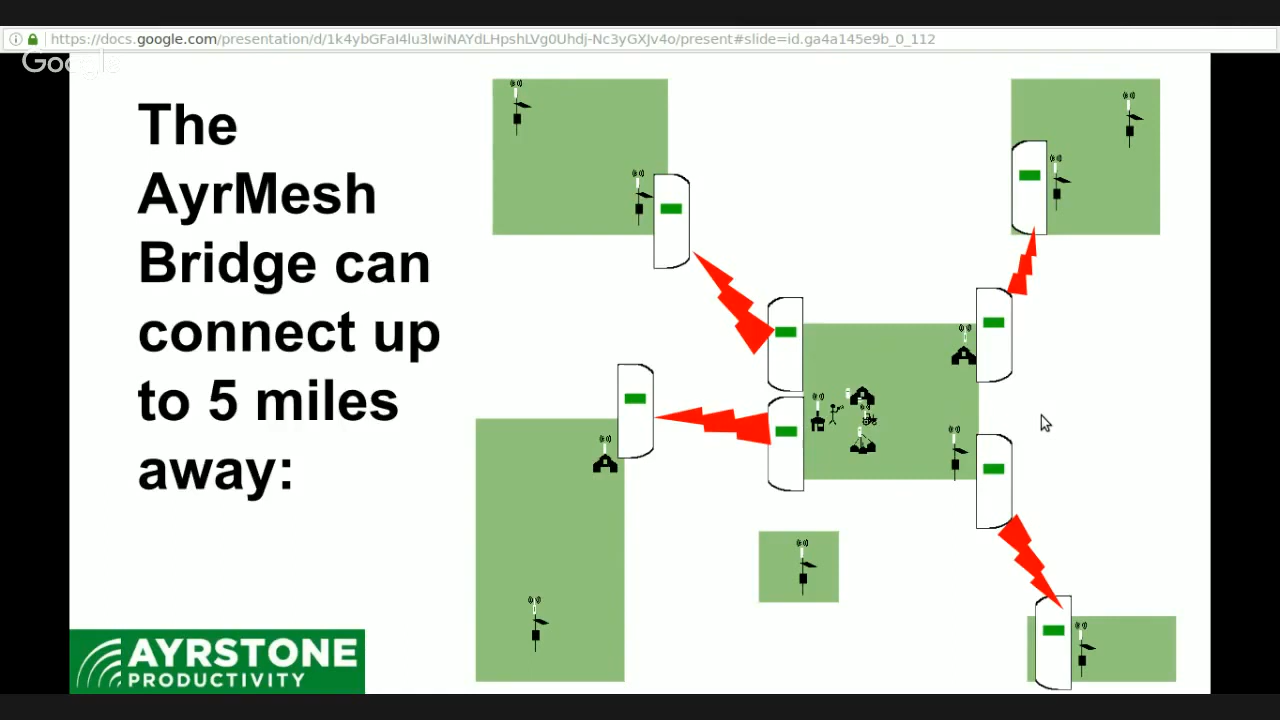 https://docs.google.com/presentation/d/1k4ybGFaI4lu3lwiNAYdLHpshLVg0Uhdj-Nc3yGXJv4o/present#slide=id.ga4a145e9b_0_112
Google
The
AyrMesh
Bridge can
connect up
to 5 miles
away:
AYRSTONE
PRODUCTIVITY